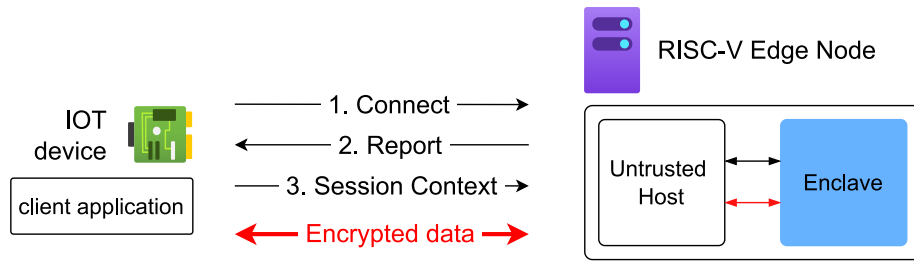 RISC-V Edge Node
IOT
device
client application
1. Connect
2. Report
3. Session Context
Encrypted data
Untrusted
Host
Enclave